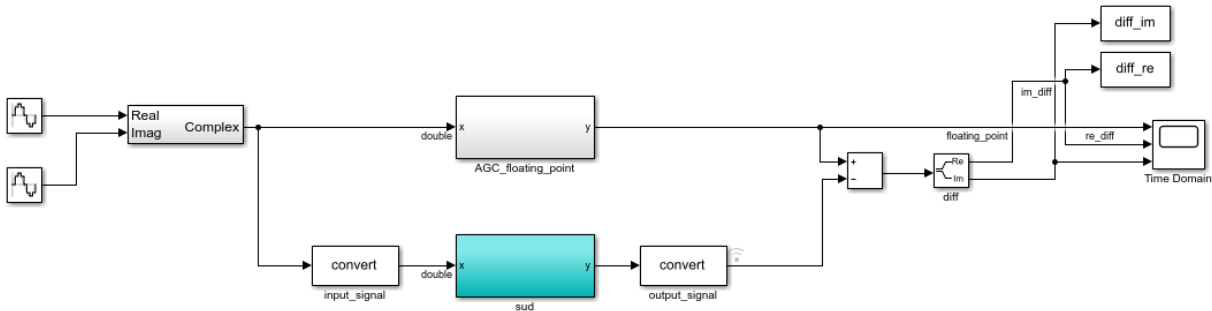 diff_im
diff_re
im_diff
Real
Imag
Complex
double
x
y
AGC_floating_point
floating_point
re_diff
Time Domain
+
−
Re
Im
diff
convert
input_signal
double
x
y
sud
convert
output_signal